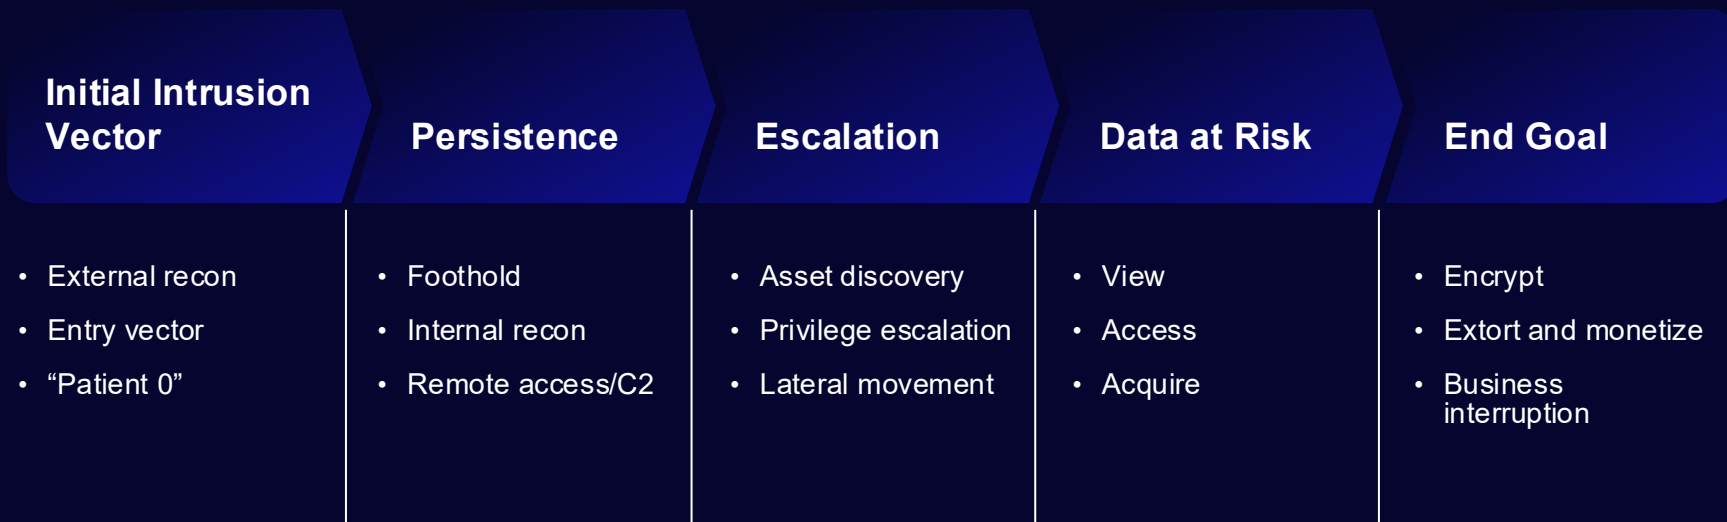 Initial Intrusion
Vector
Persistence
Escalation
Data at Risk
End Goal
• External recon
• Entry vector
• “Patient 0”
• Foothold
• Internal recon
• Remote access/C2
• Asset discovery
• Privilege escalation
• Lateral movement
• View
• Access
• Acquire
• Encrypt
• Extort and monetize
• Business
interruption